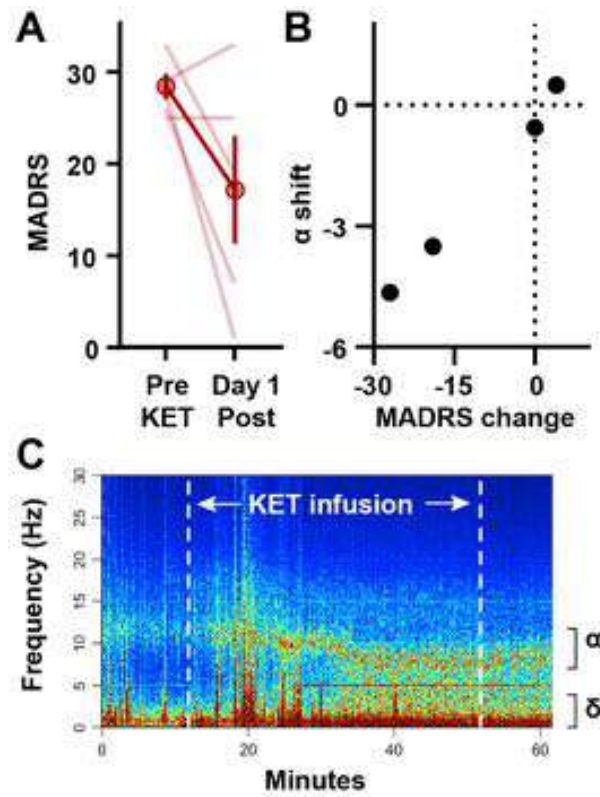 A
MADRS
30
20
10
0
Pre
KET
Day 1
Post
B
α shift
0
-3
-6
-30
-15
0
MADRS change
C
Frequency (Hz)
30
25
20
15
10
5
0
KET infusion
α
δ
0
20
40
60
Minutes